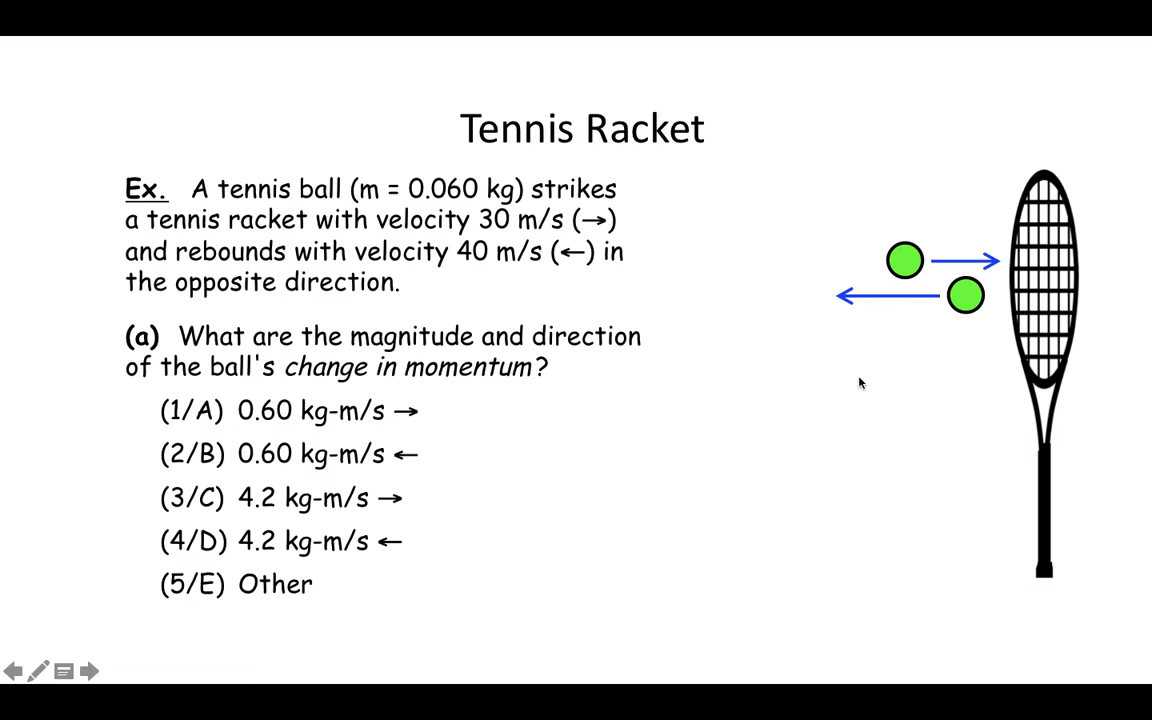 Tennis Racket
Ex. A tennis ball (m = 0.060 kg) strikes
a tennis racket with velocity 30 m/s (→)
and rebounds with velocity 40 m/s (←) in
the opposite direction.
(a) What are the magnitude and direction
of the ball's change in momentum?
(1/A) 0.60 kg-m/s →
(2/B) 0.60 kg-m/s ←
(3/C) 4.2 kg-m/s →
(4/D) 4.2 kg-m/s ←
(5/E) Other